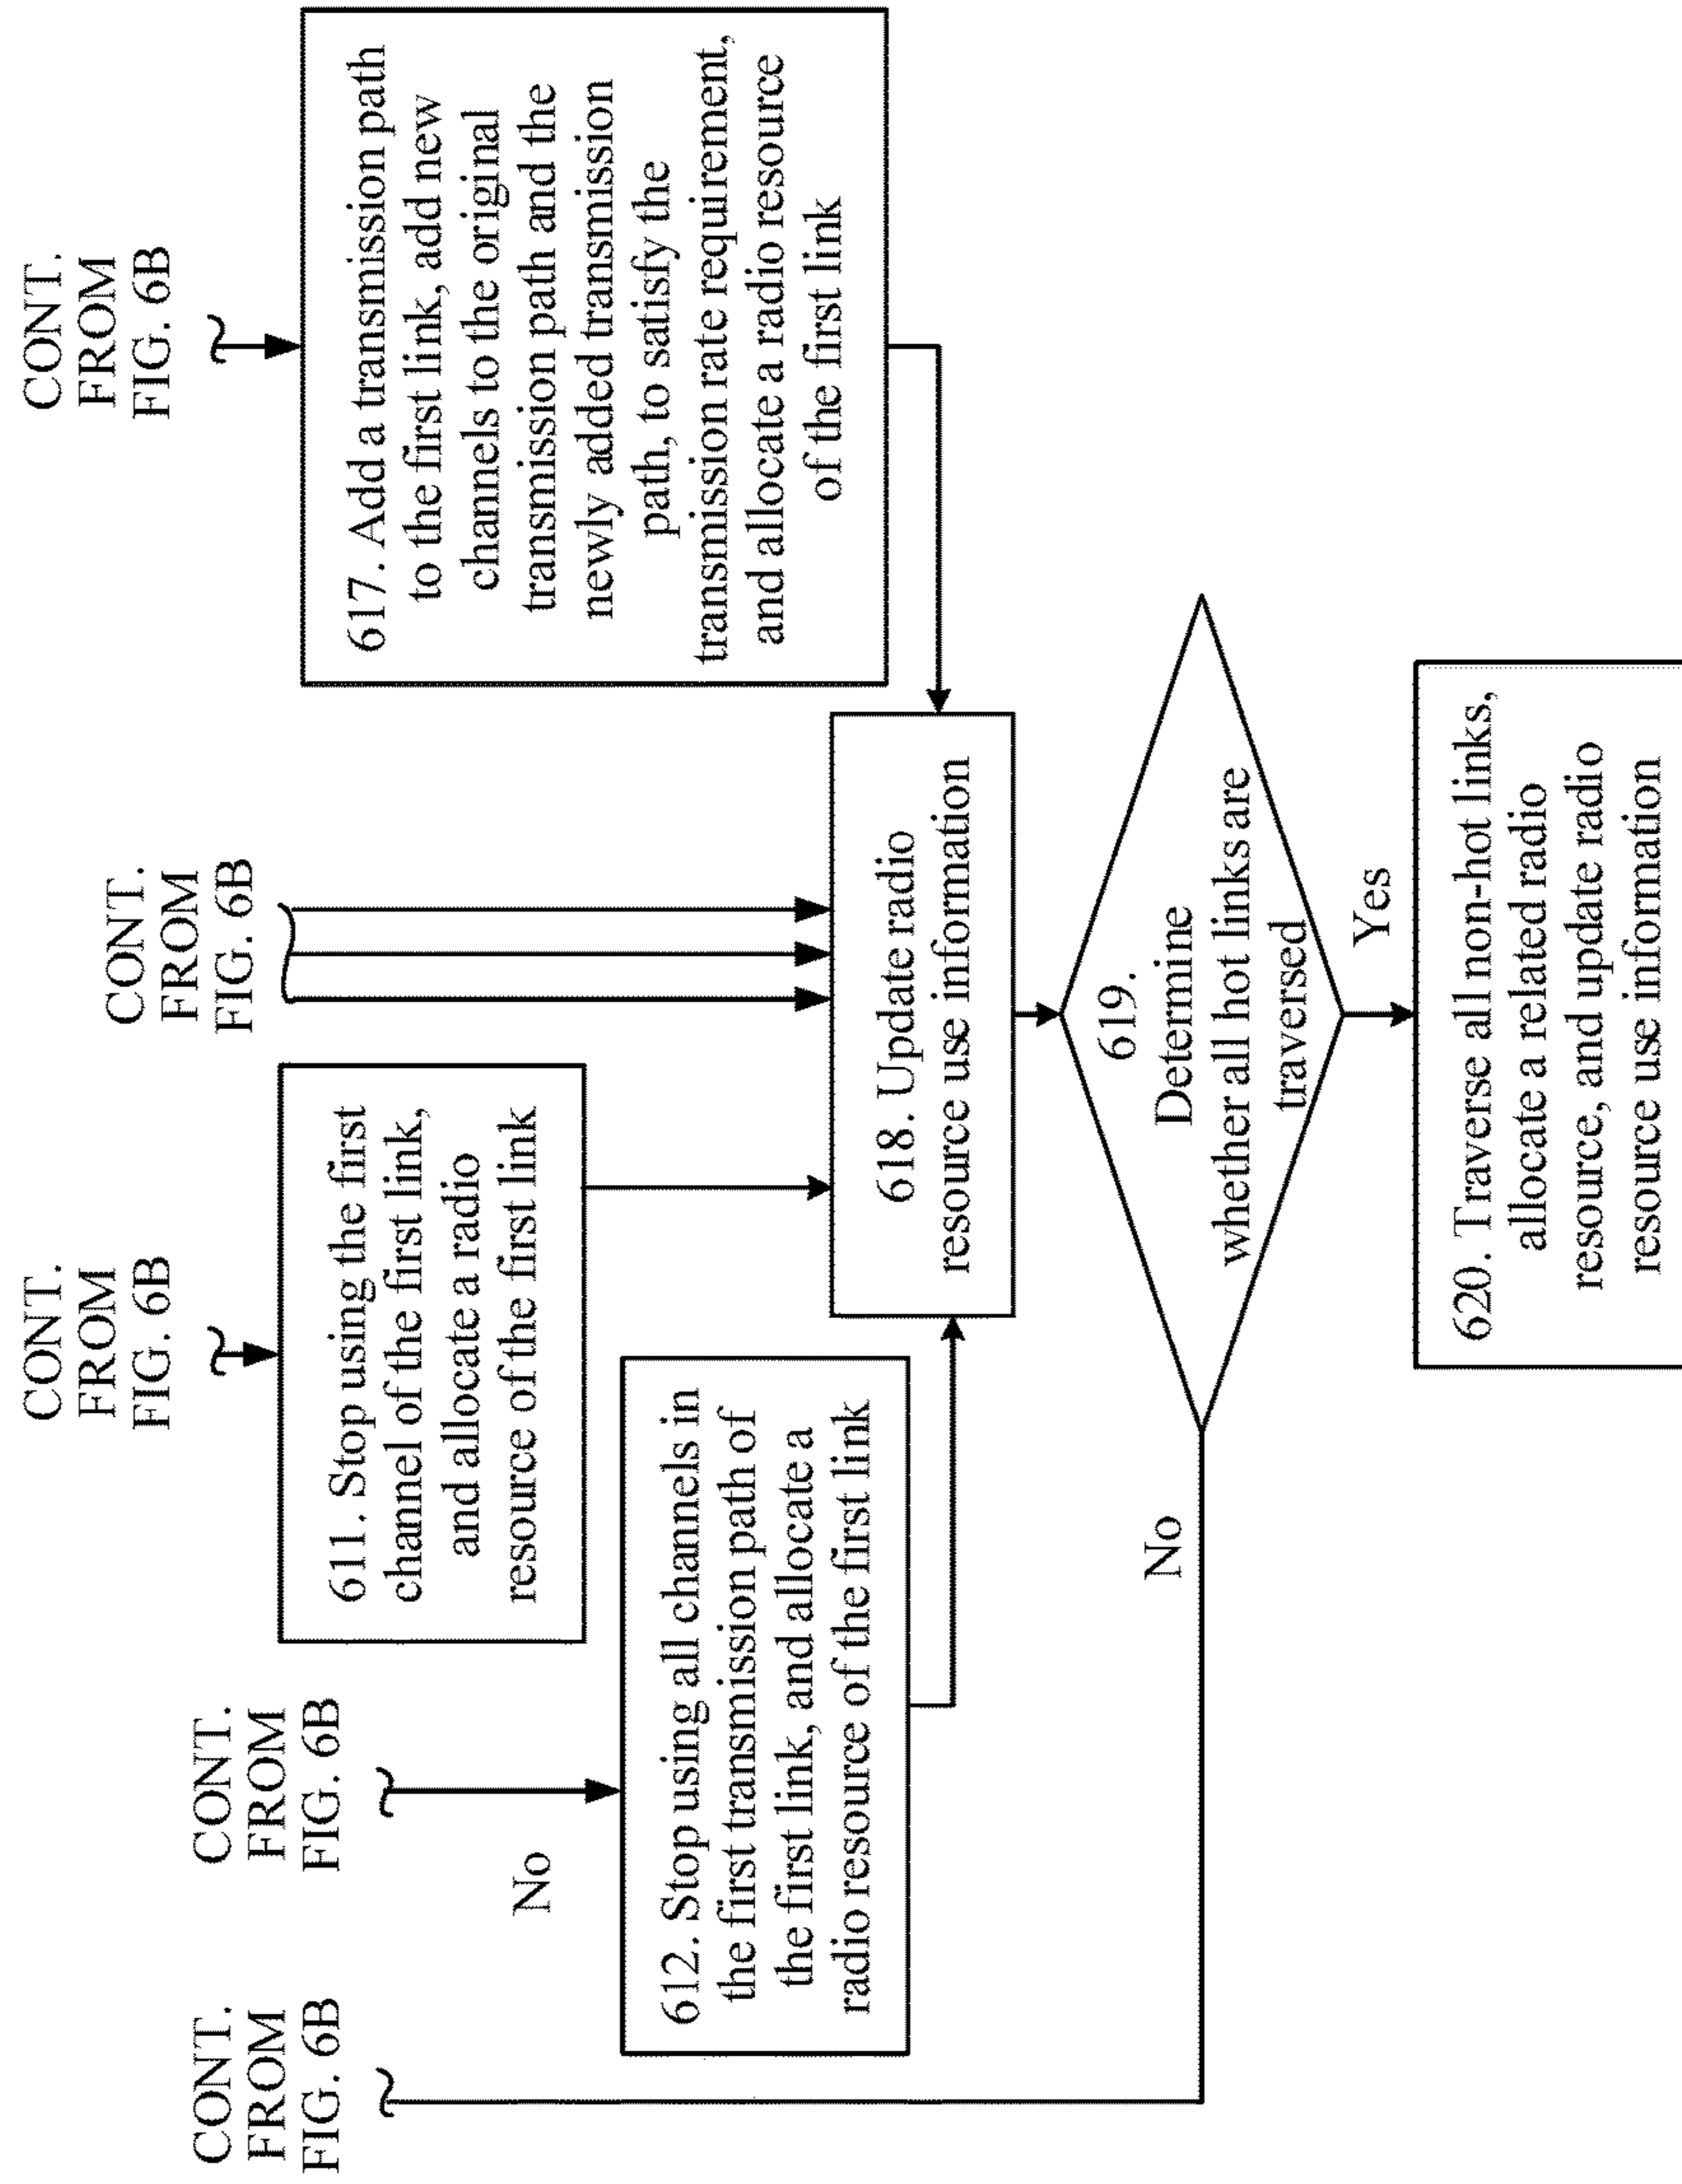 CONT.
FROM
FIG. 6B
CONT.
FROM
FIG. 6B
No
CONT.
FROM
FIG. 6B
CONT.
FROM
FIG. 6B
CONT.
FROM
FIG. 6B
612. Stop using all channels in
the first transmission path of
the first link, and allocate a
radio resource of the first link
611. Stop using the first
channel of the first link,
and allocate a radio
resource of the first link
617. Add a transmission path
to the first link, add new
channels to the original
transmission path and the
newly added transmission
path, to satisfy the
transmission rate requirement,
and allocate a radio resource
of the first link
618. Update radio
resource use information
No
619.
Determine
whether all hot links are
traversed
Yes
620. Traverse all non-hot links,
allocate a related radio
resource, and update radio
resource use information